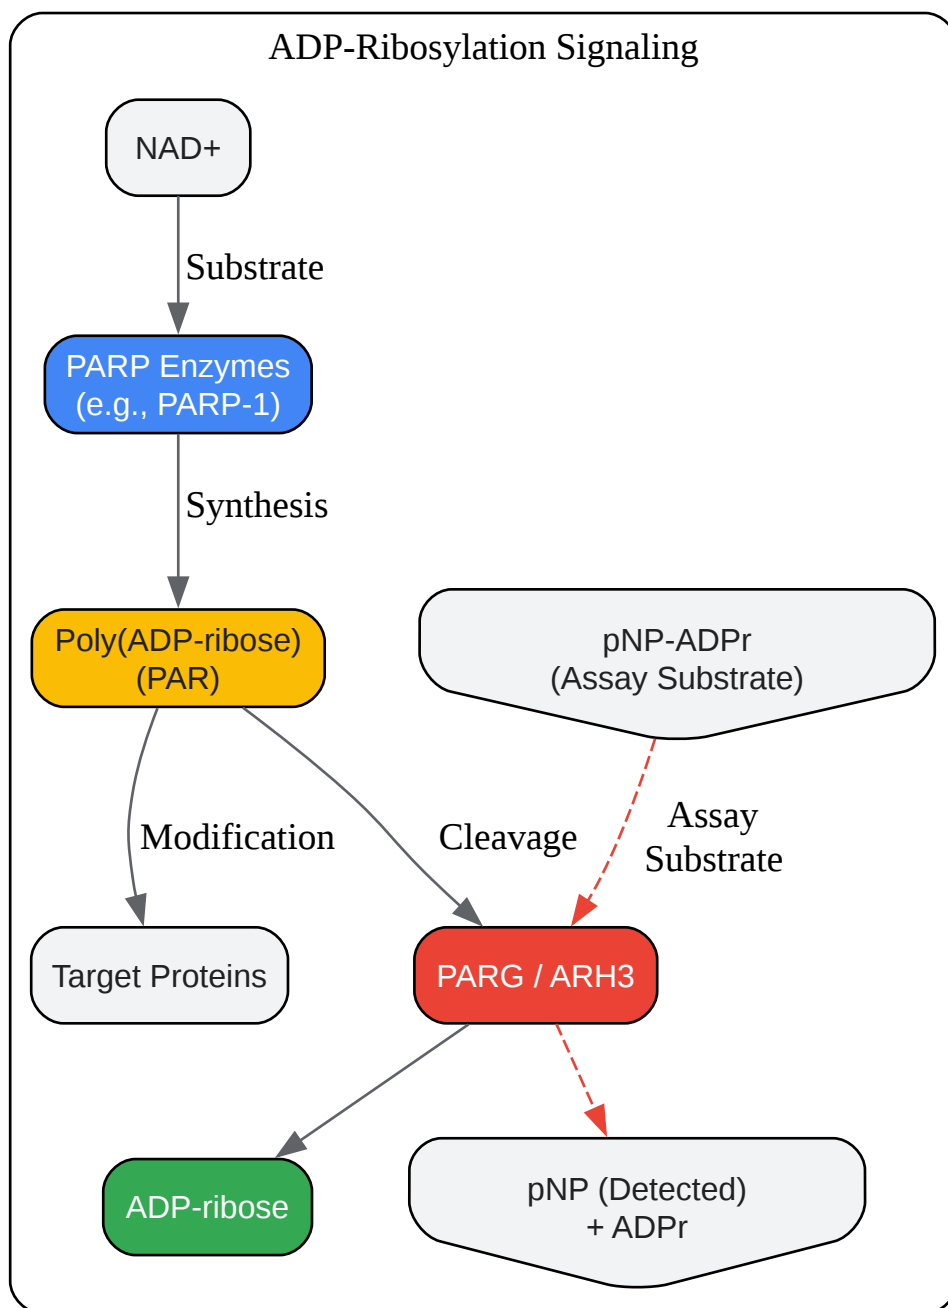 ADP-Ribosylation Signaling
NAD+
Substrate
PARP Enzymes
(e.g., PARP-1)
Synthesis
Poly(ADP-ribose)
(PAR)
pNP-ADPr
(Assay Substrate)
Modification
Cleavage
Assay
Substrate
Target Proteins
PARG / ARH3
ADP-ribose
pNP (Detected)
+ ADPr